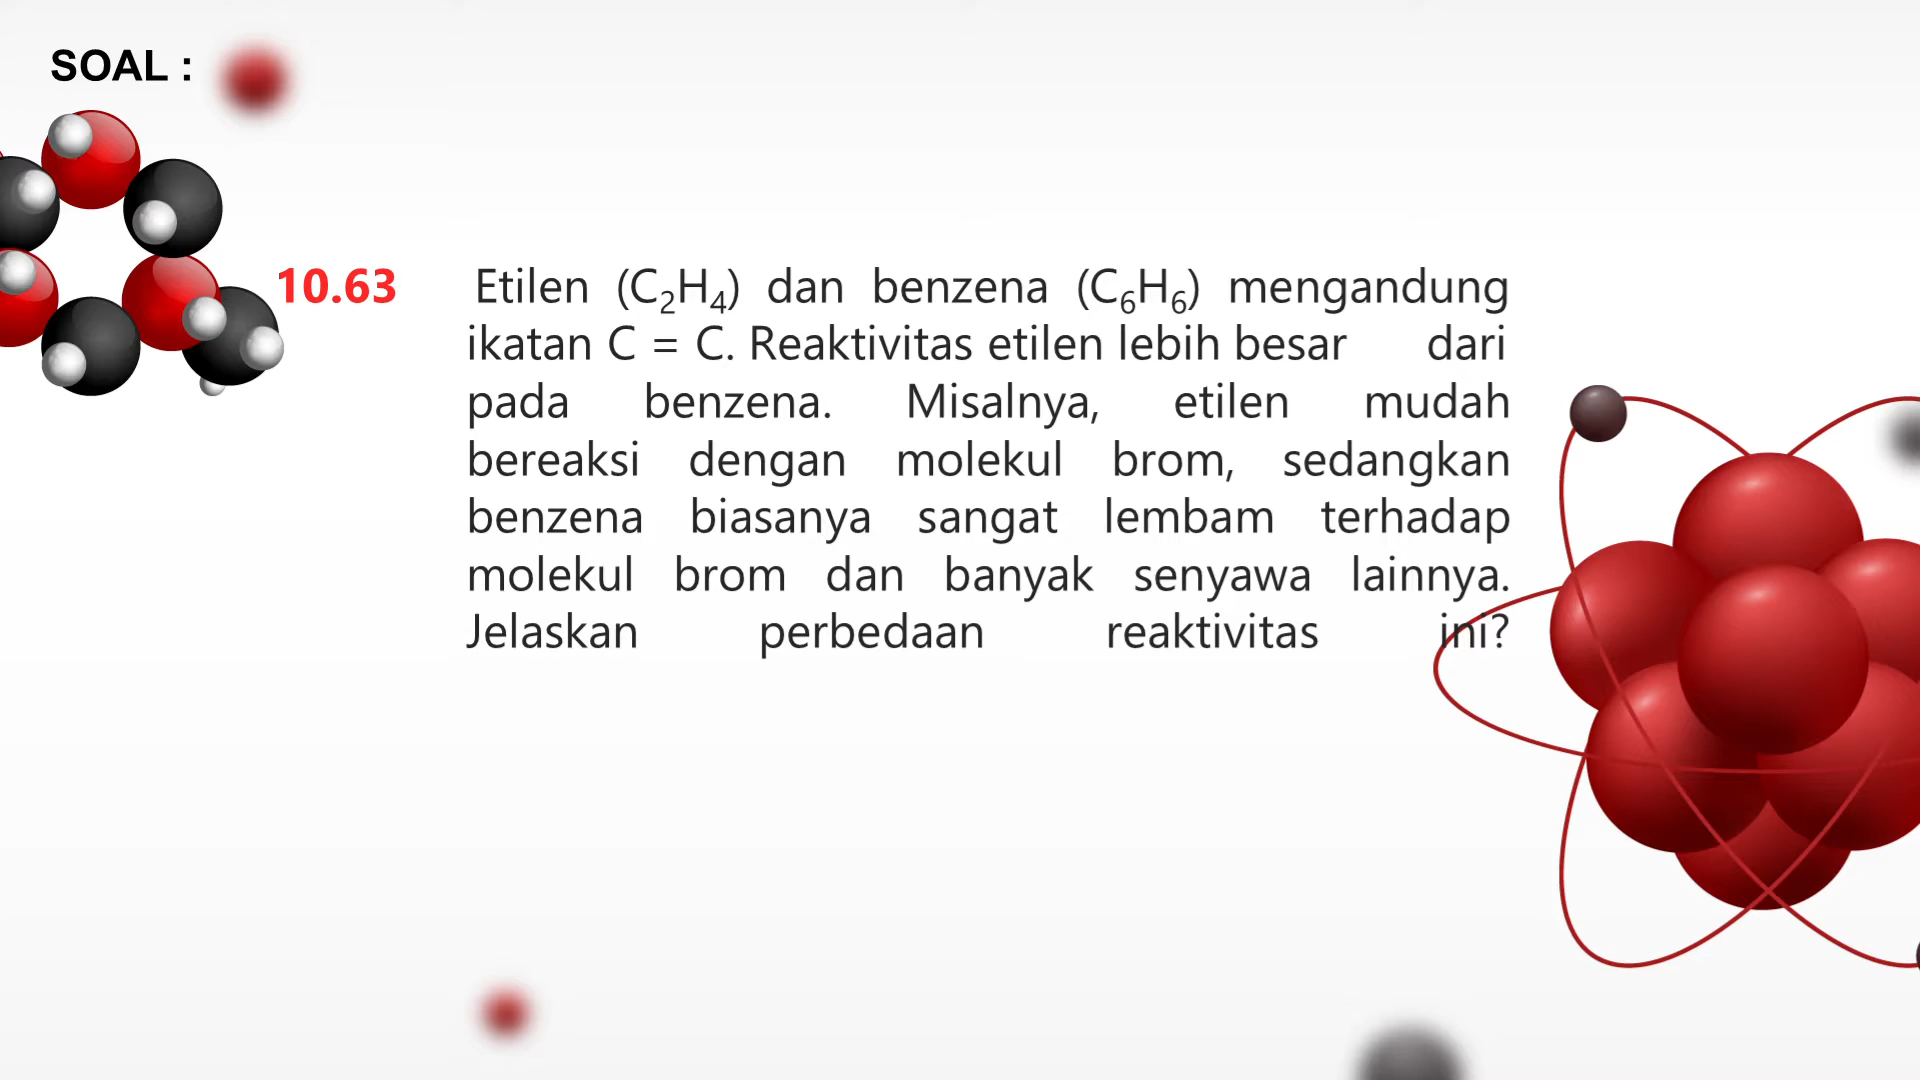 SOAL :
10.63 Etilen (C₂H₄) dan benzena (C₆H₆) mengandung
ikatan C = C. Reaktivitas etilen lebih besar dari
pada benzena. Misalnya, etilen mudah
bereaksi dengan molekul brom, sedangkan
benzena biasanya sangat lembam terhadap
molekul brom dan banyak senyawa lainnya.
Jelaskan perbedaan reaktivitas ini?